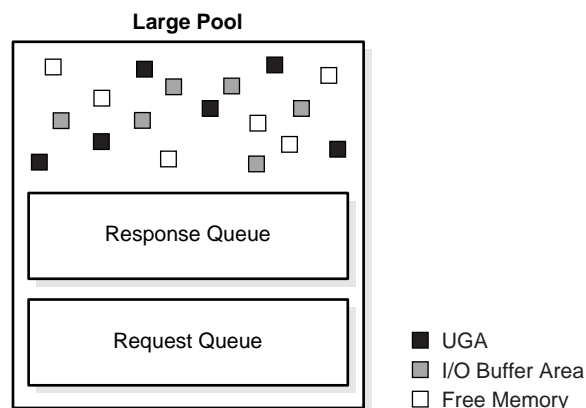 Large Pool
Response Queue
Request Queue
UGA
I/O Buffer Area
Free Memory